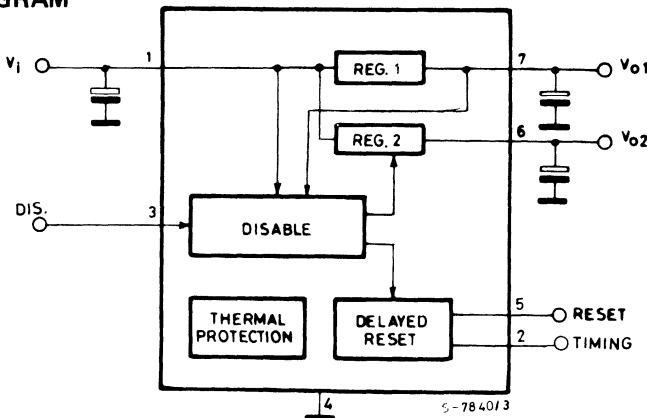 GRAM
Vi
1
REG. 1
7
Vo1
REG. 2
6
Vo2
DIS.
3
DISABLE
THERMAL
PROTECTION
DELAYED
RESET
5
RESET
2
TIMING
4
S-7840/3